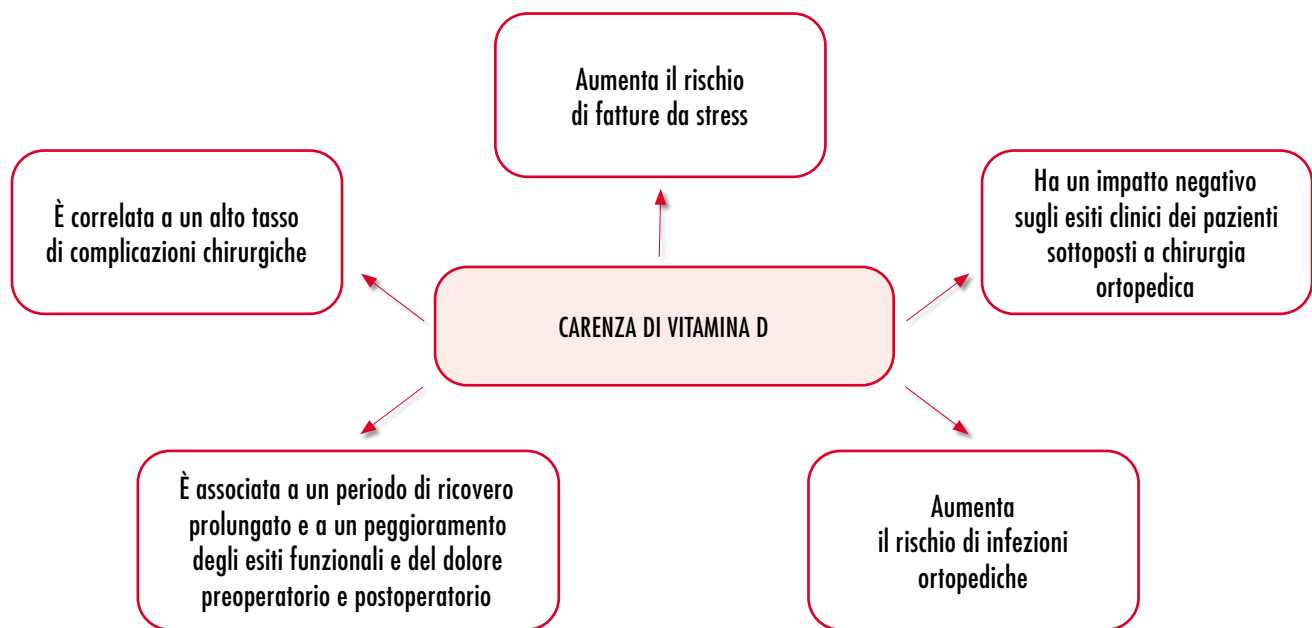 Aumenta il rischio
di fatture da stress
È correlata a un alto tasso
di complicazioni chirurgiche
Ha un impatto negativo
sugli esiti clinici dei pazienti
sottoposti a chirurgia
ortopedica
CARENZA DI VITAMINA D
È associata a un periodo di ricovero
prolungato e a un peggioramento
degli esiti funzionali e del dolore
preoperatorio e postoperatorio
Aumenta
il rischio di infezioni
ortopediche